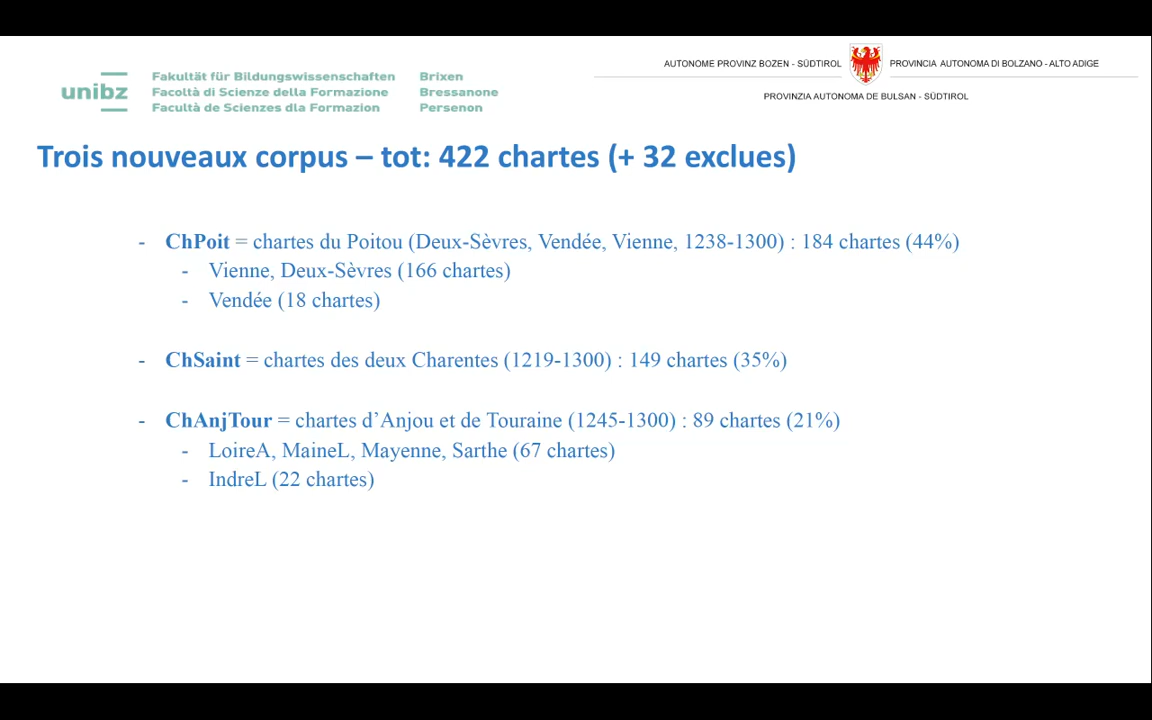 unibz
Fakultät für Bildungswissenschaften
Facoltà di Scienze della Formazione
Facultà de Scienzes dla Formazion
Brixen
Bressanone
Persenon
AUTONOME PROVINZ BOZEN - SÜDTIROL
PROVINCIA AUTONOMA DI BOLZANO - ALTO ADIGE
PROVINZIA AUTONOMA DE BULSAN - SÜDTIROL
Trois nouveaux corpus – tot: 422 chartes (+ 32 exclues)
- ChPoit = chartes du Poitou (Deux-Sèvres, Vendée, Vienne, 1238-1300) : 184 chartes (44%)
- Vienne, Deux-Sèvres (166 chartes)
- Vendée (18 chartes)
- ChSaint = chartes des deux Charentes (1219-1300) : 149 chartes (35%)
- ChAnjTour = chartes d’Anjou et de Touraine (1245-1300) : 89 chartes (21%)
- LoireA, MaineL, Mayenne, Sarthe (67 chartes)
- IndreL (22 chartes)